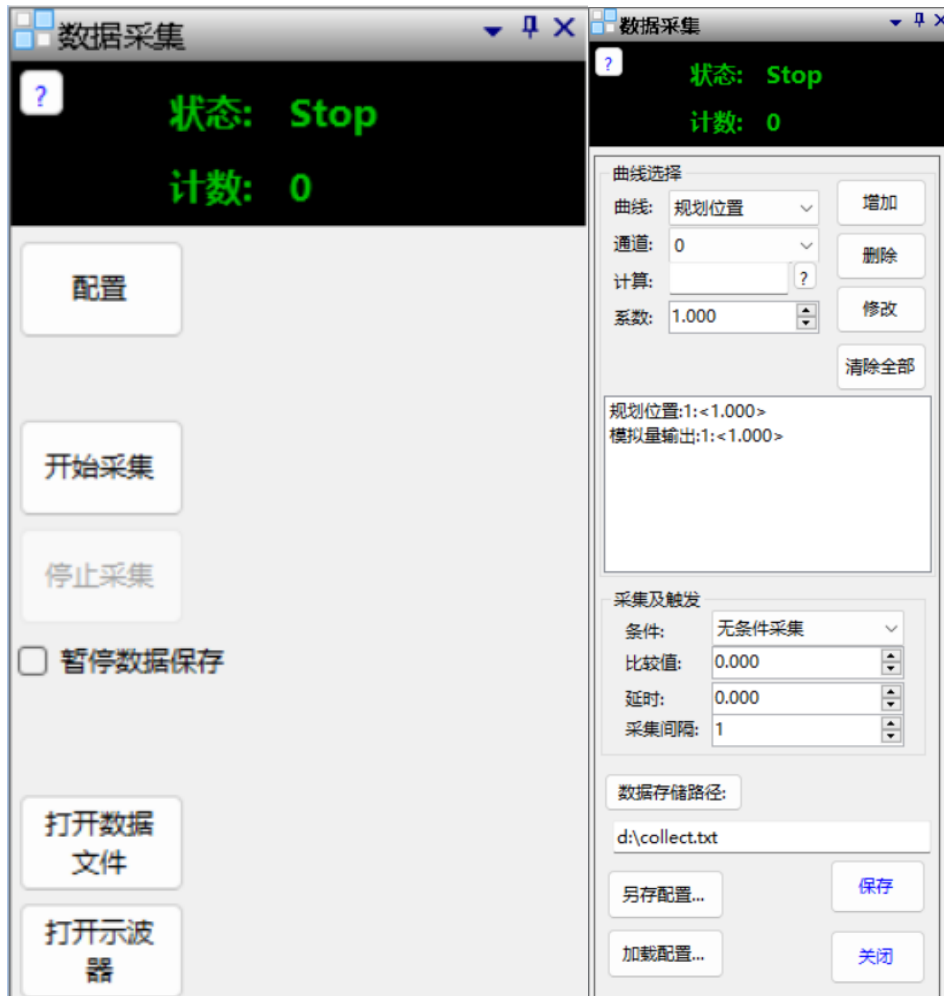 数据采集
?
状态: Stop
计数: 0
配置
开始采集
停止采集
暂停数据保存
打开数据
文件
打开示波
器
数据采集
?
状态: Stop
计数: 0
曲线选择
曲线: 规划位置
增加
通道: 0
删除
计算: ?
系数: 1.000
修改
清除全部
规划位置:1:<1.000>
模拟量输出:1:<1.000>
采集及触发
条件: 无条件采集
比较值: 0.000
延时: 0.000
采集间隔: 1
数据存储路径:
d:\collect.txt
另存配置...
保存
加载配置...
关闭